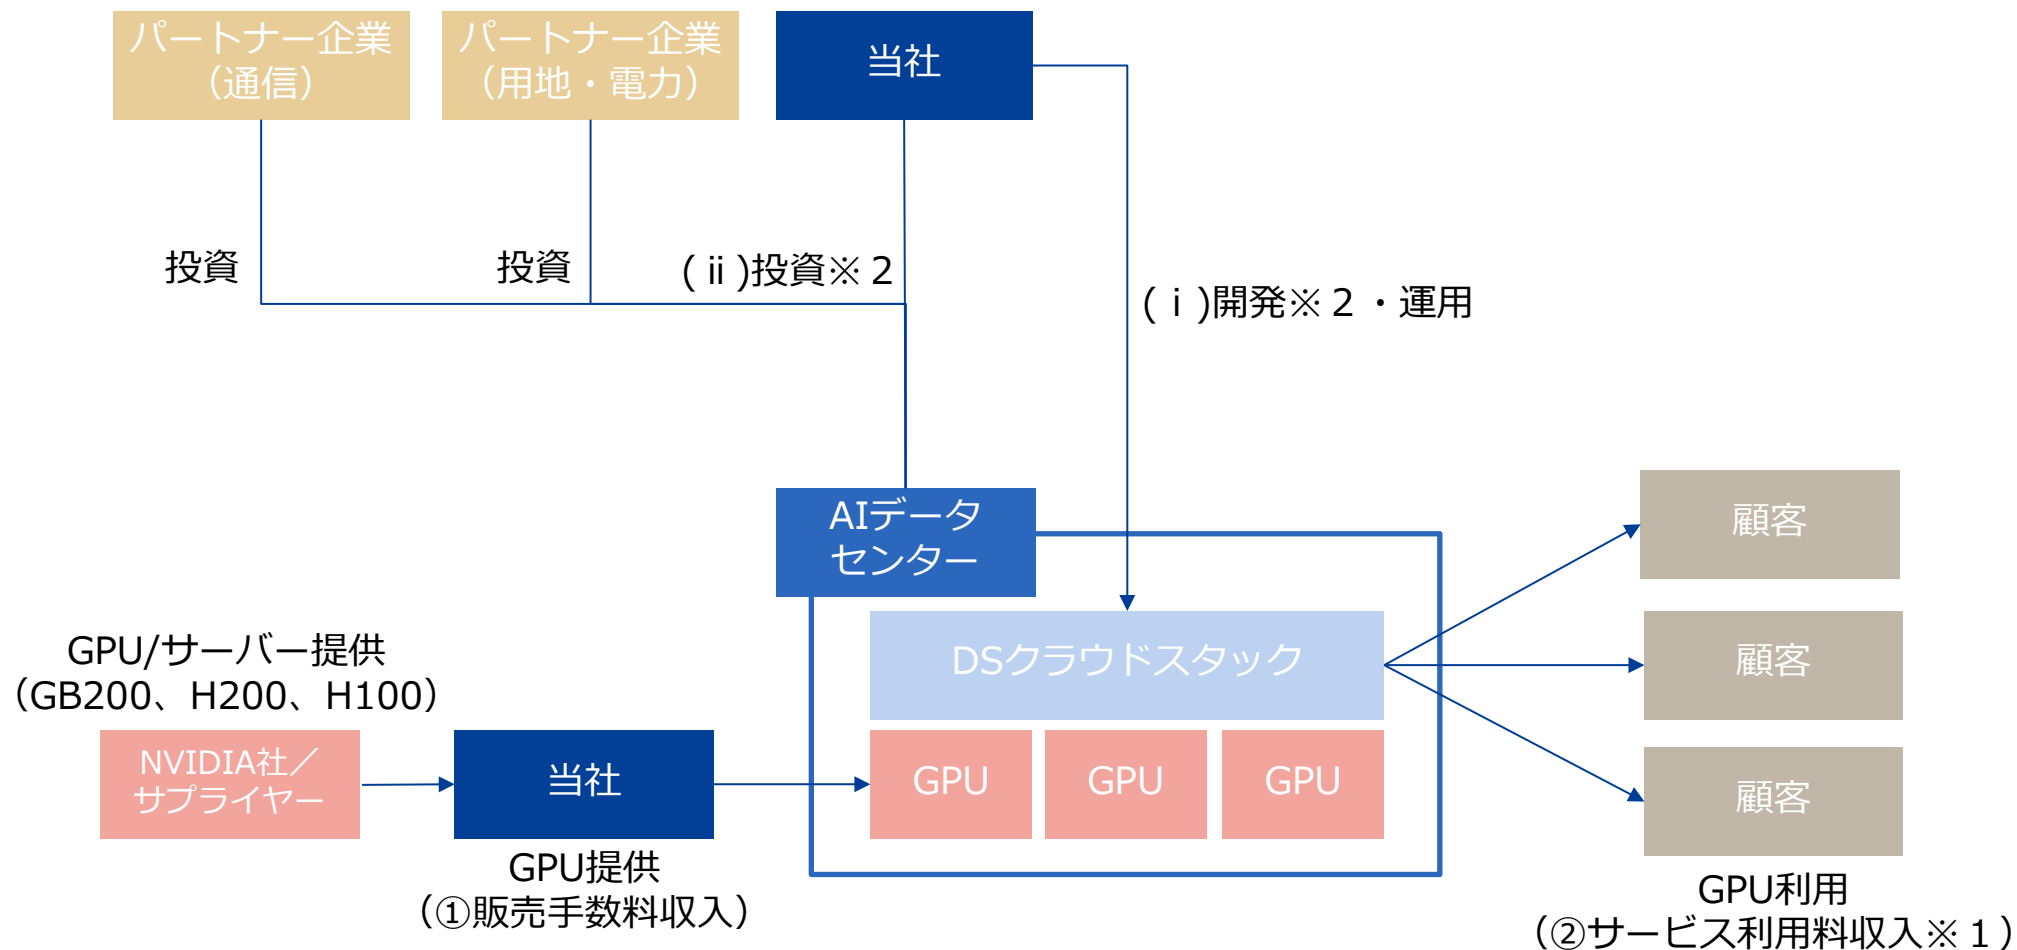 パートナー企業
（通信）
パートナー企業
（用地・電力）
当社
投資
投資
(ⅱ)投資※２
(ⅰ)開発※２・運用
AIデータ
センター
顧客
DSクラウドスタック
顧客
GPU/サーバー提供
（GB200、H200、H100）
NVIDIA社／
サプライヤー
当社
GPU
GPU
GPU
顧客
GPU提供
（①販売手数料収入）
GPU利用
（②サービス利用料収入※１）